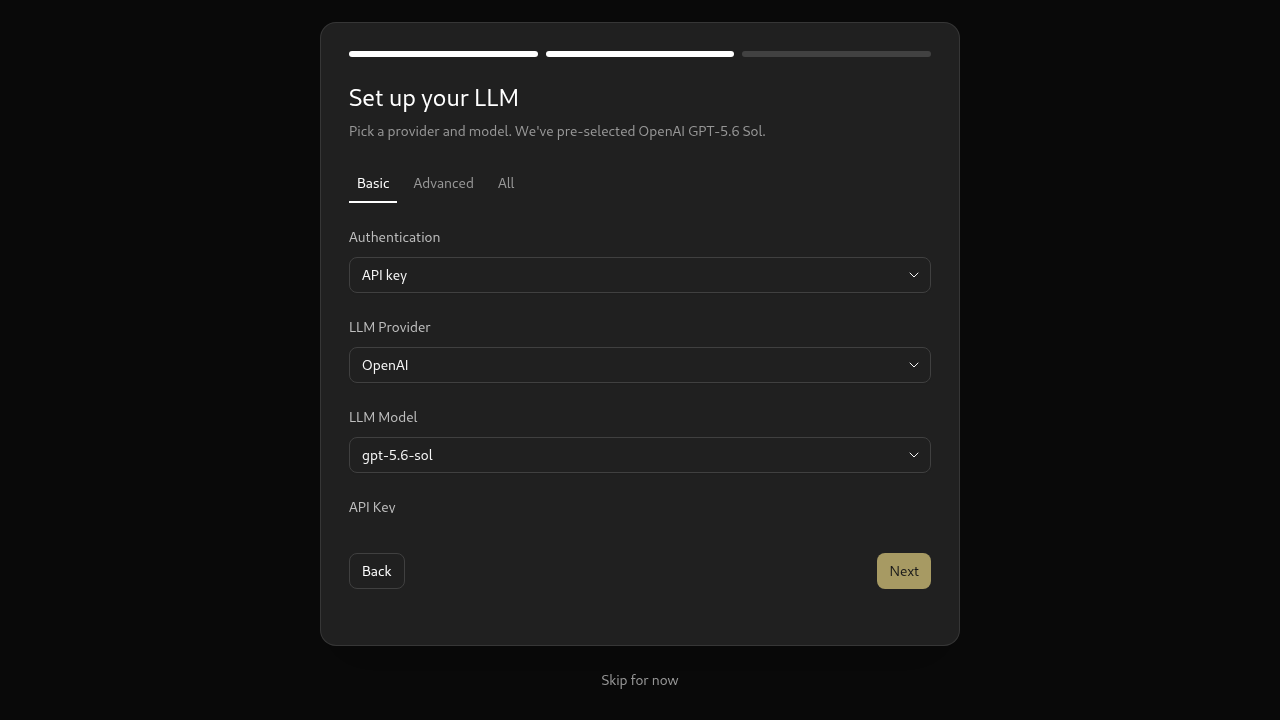 Set up your LLM
Pick a provider and model. We've pre-selected OpenAI GPT-5.6 Sol.
Basic Advanced All
Authentication
API key
LLM Provider
OpenAI
LLM Model
gpt-5.6-sol
API Key
Back Next
Skip for now